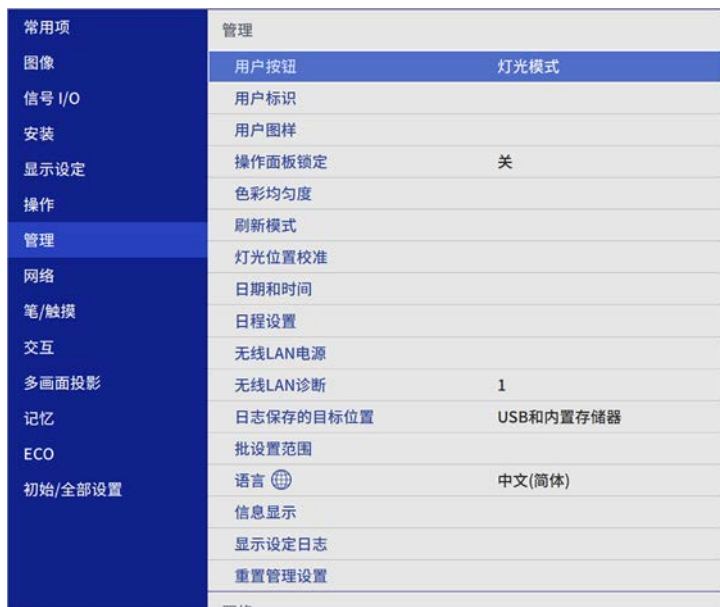 常用项
图像
信号 I/O
安装
显示设定
操作
管理
网络
笔/触摸
交互
多画面投影
记忆
ECO
初始/全部设置
管理
用户按钮 灯光模式
用户标识
用户图样
操作面板锁定 关
色彩均匀度
刷新模式
灯光位置校准
日期和时间
日程设置
无线LAN电源
无线LAN诊断 1
日志保存的目标位置 USB和内置存储器
批设置范围
语言 中文(简体)
信息显示
显示设定日志
重置管理设置